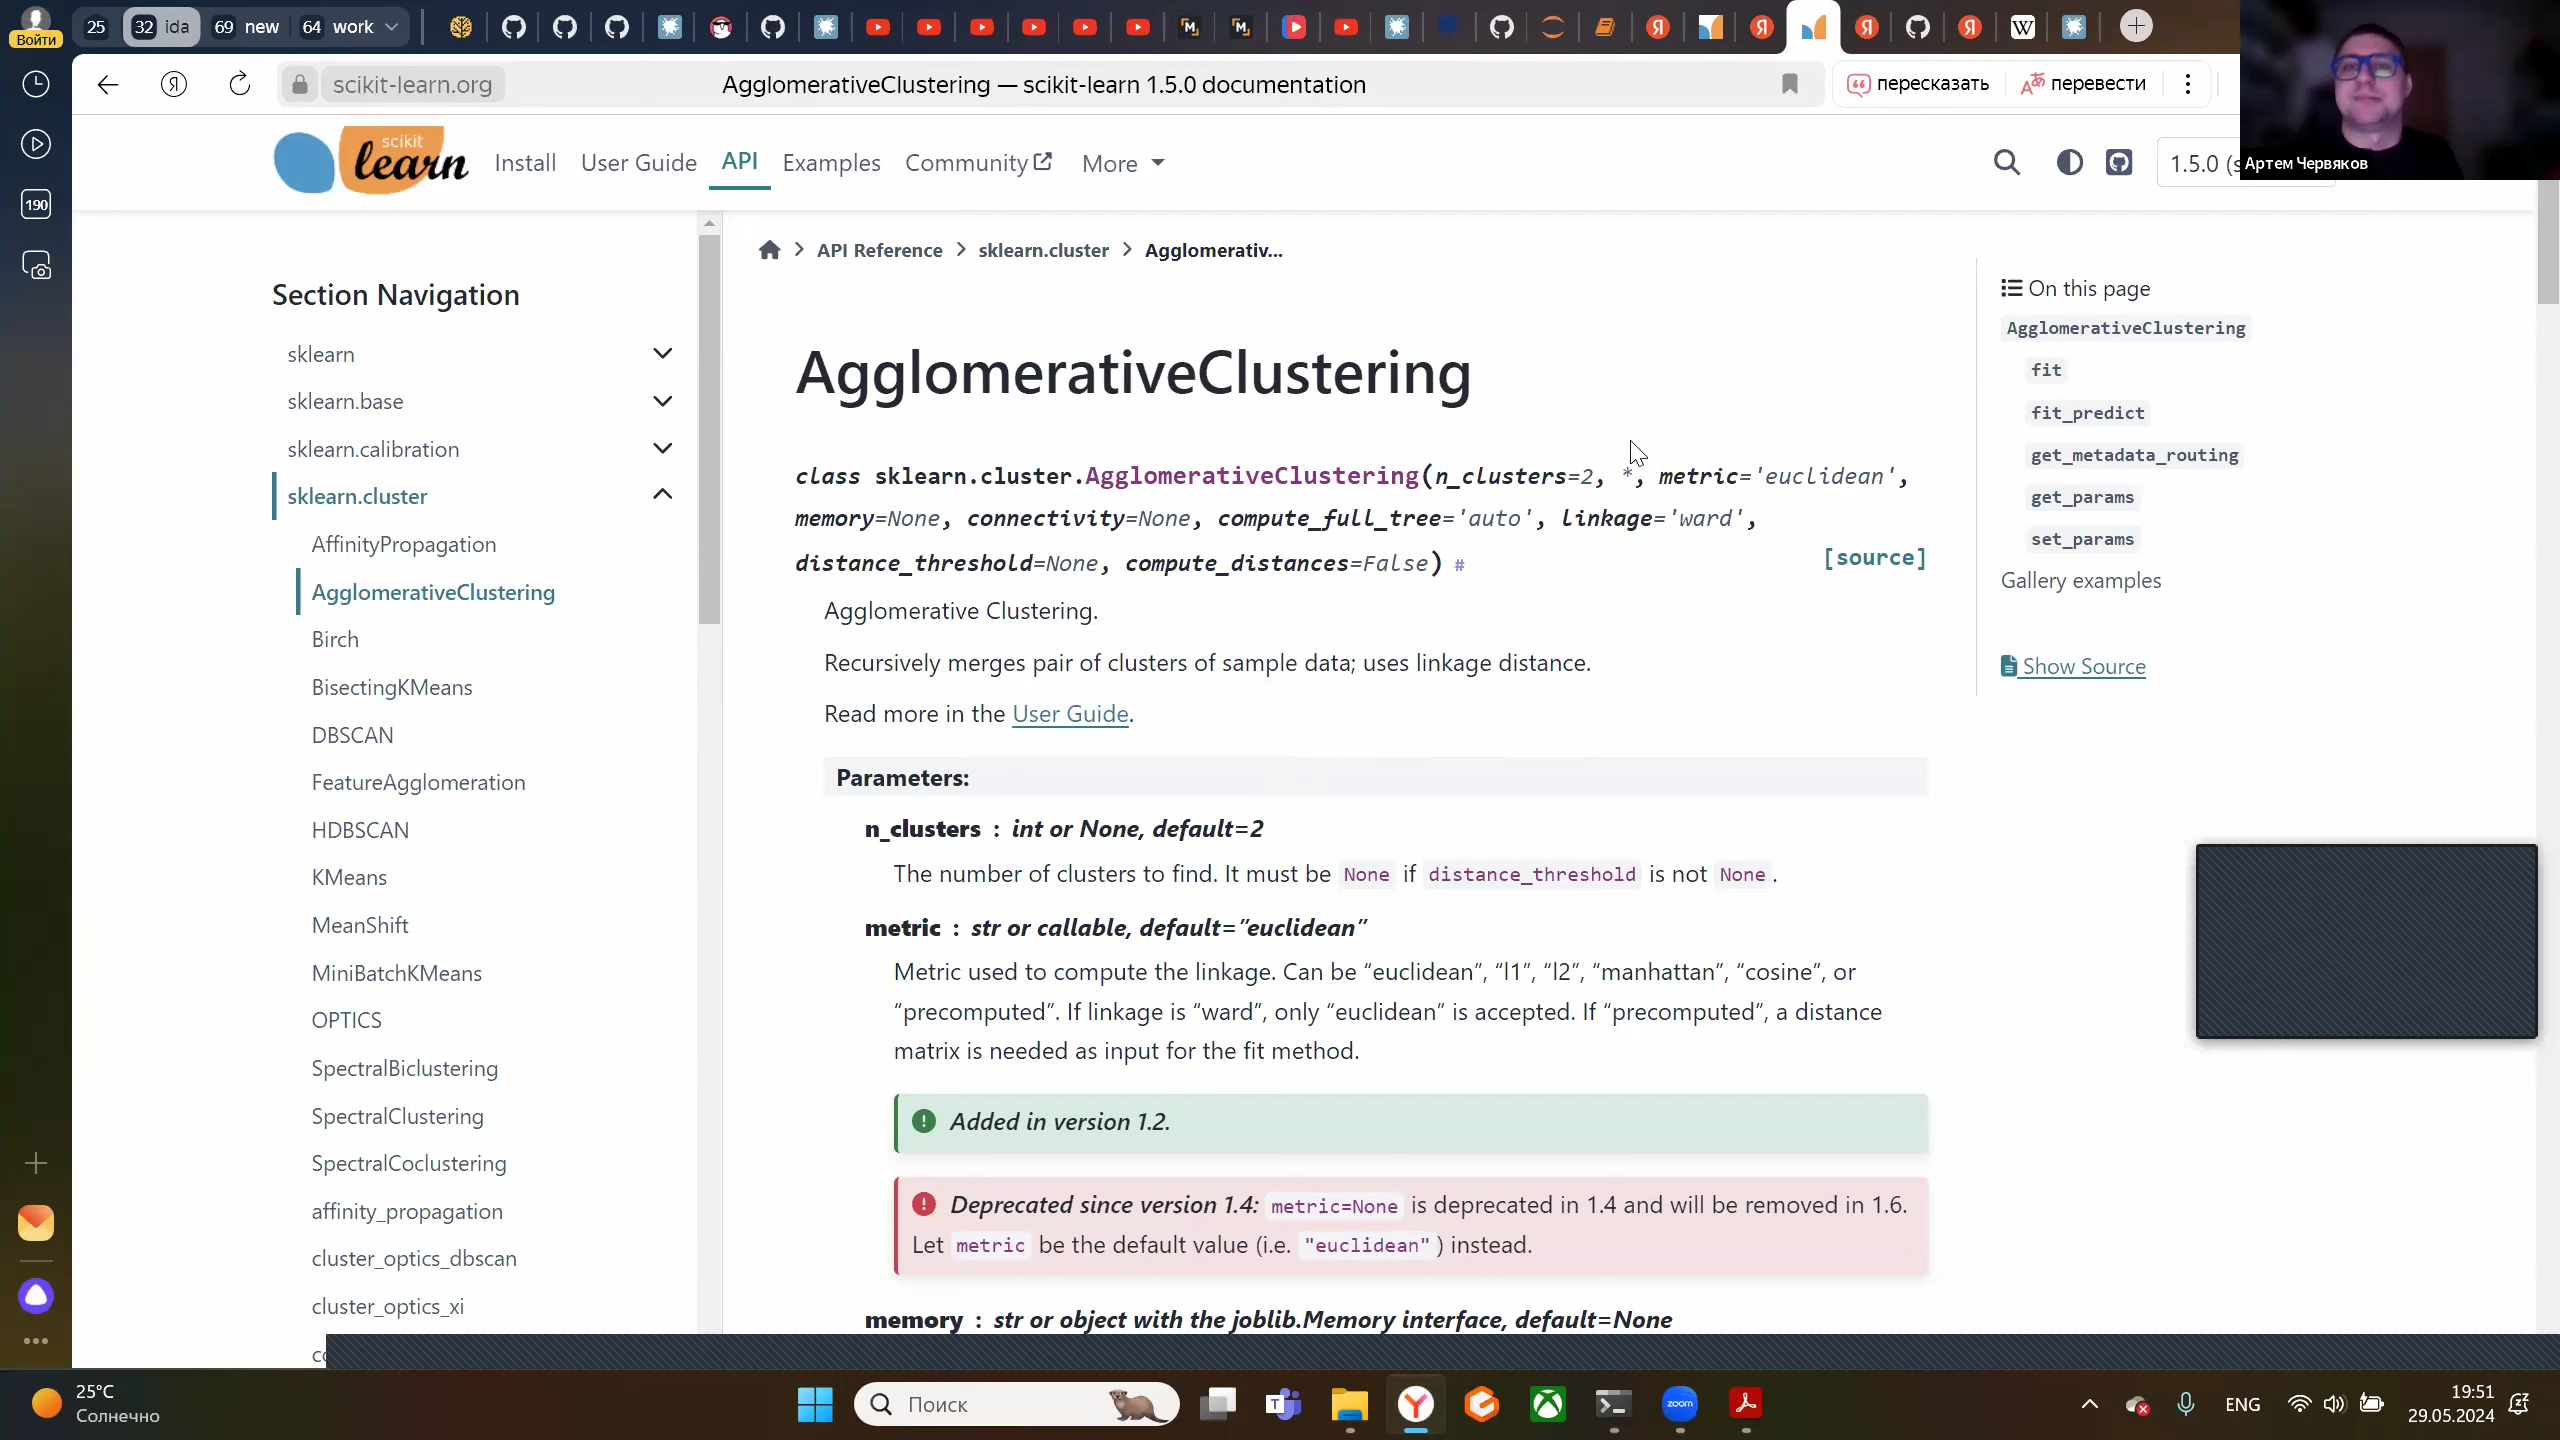 Войти
25
32 ida
69 new
64 work
scikit-learn.org
AgglomerativeClustering — scikit-learn 1.5.0 documentation
пересказать
перевести
190
scikit
learn
Install
User Guide
API
Examples
Community
More
1.5.0 (s
Артем Червяков
Section Navigation
sklearn
sklearn.base
sklearn.calibration
sklearn.cluster
AffinityPropagation
AgglomerativeClustering
Birch
BisectingKMeans
DBSCAN
FeatureAgglomeration
HDBSCAN
KMeans
MeanShift
MiniBatchKMeans
OPTICS
SpectralBiclustering
SpectralClustering
SpectralCoclustering
affinity_propagation
cluster_optics_dbscan
cluster_optics_xi
API Reference
sklearn.cluster
Agglomerativ...
AgglomerativeClustering
class sklearn.cluster.AgglomerativeClustering(n_clusters=2, *, metric='euclidean',
memory=None, connectivity=None, compute_full_tree='auto', linkage='ward',
distance_threshold=None, compute_distances=False) #
[source]
Agglomerative Clustering.
Recursively merges pair of clusters of sample data; uses linkage distance.
Read more in the User Guide.
Parameters:
n_clusters : int or None, default=2
The number of clusters to find. It must be None if distance_threshold is not None.
metric : str or callable, default=”euclidean”
Metric used to compute the linkage. Can be “euclidean”, “l1”, “l2”, “manhattan”, “cosine”, or
“precomputed”. If linkage is “ward”, only “euclidean” is accepted. If “precomputed”, a distance
matrix is needed as input for the fit method.
Added in version 1.2.
Deprecated since version 1.4: metric=None is deprecated in 1.4 and will be removed in 1.6.
Let metric be the default value (i.e. "euclidean") instead.
memory : str or object with the joblib.Memory interface, default=None
On this page
AgglomerativeClustering
fit
fit_predict
get_metadata_routing
get_params
set_params
Gallery examples
Show Source
25°C
Солнечно
Поиск
zoom
ENG
19:51
29.05.2024